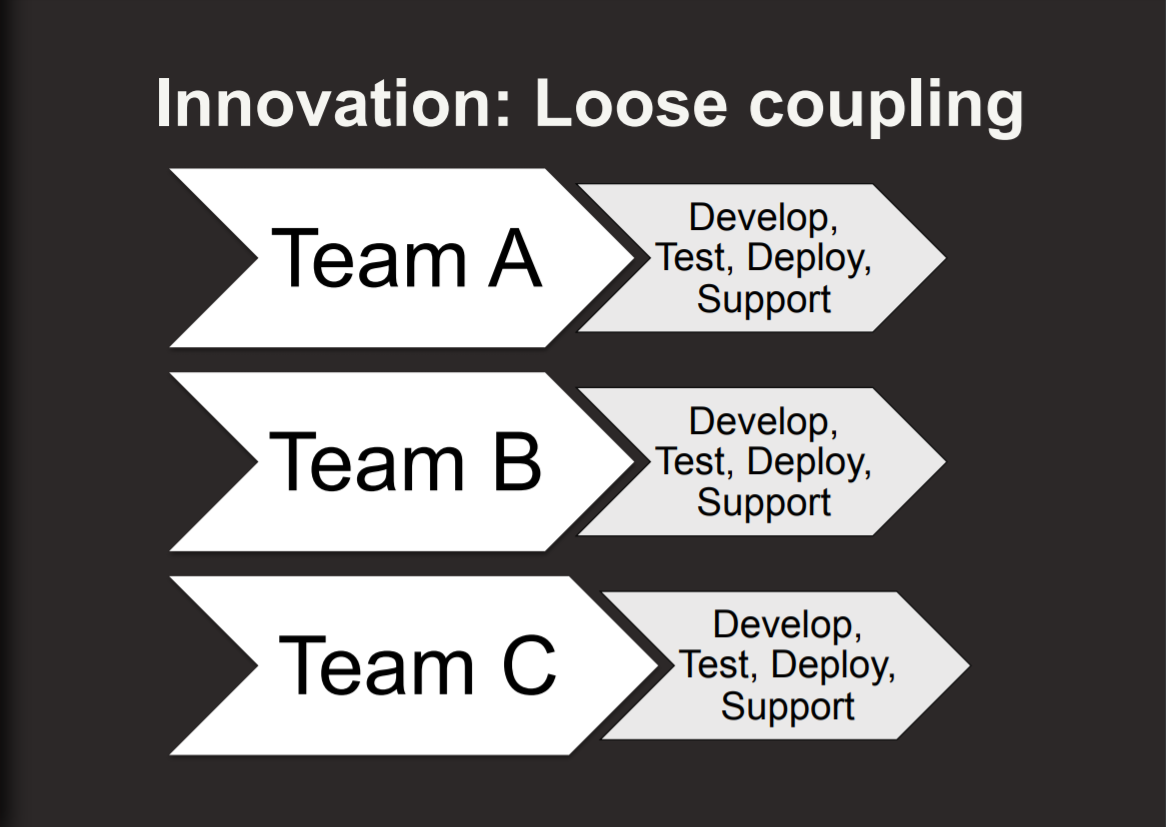 Innovation: Loose coupling
Team A
Develop,
Test, Deploy,
Support
Team B
Develop,
Test, Deploy,
Support
Team C
Develop,
Test, Deploy,
Support